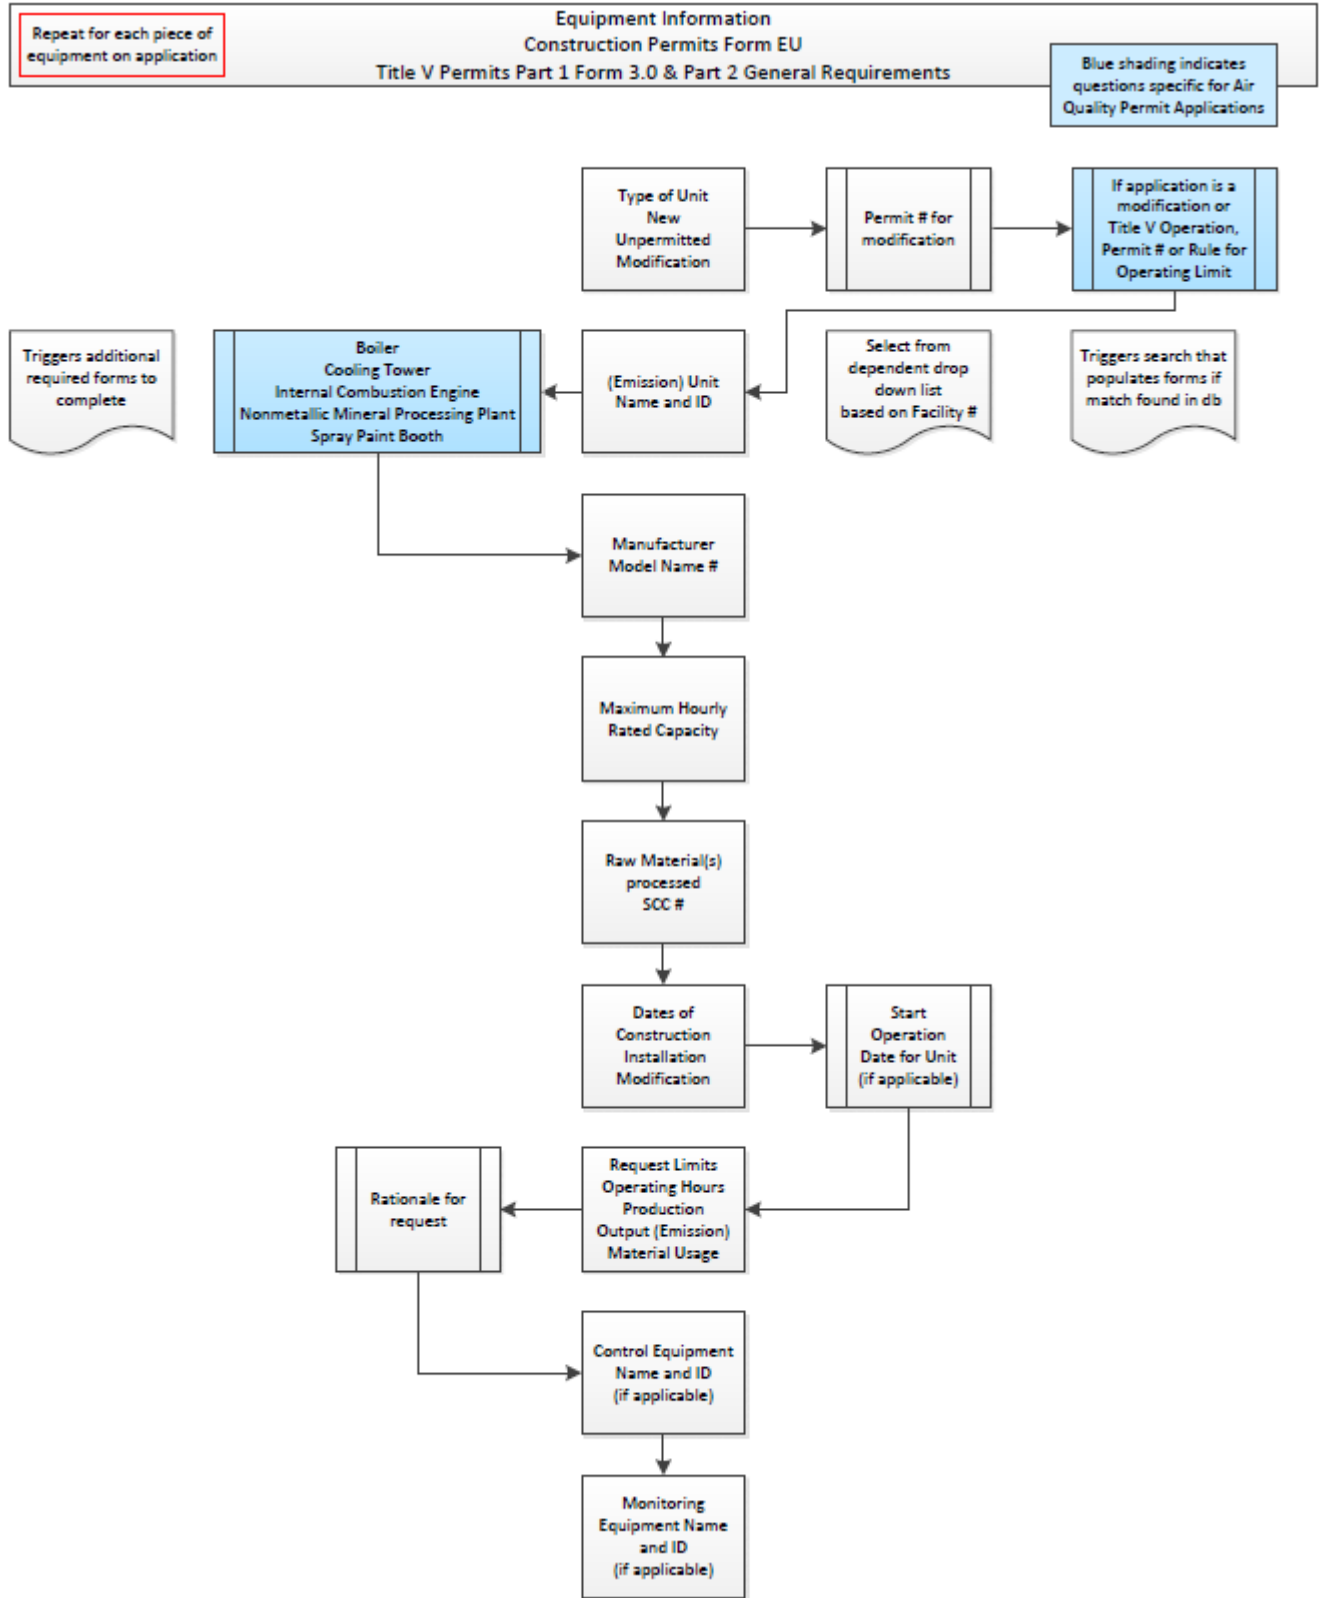 Repeat for each piece of
equipment on application
Equipment Information
Construction Permits Form EU
Title V Permits Part 1 Form 3.0 & Part 2 General Requirements
Blue shading indicates
questions specific for Air
Quality Permit Applications
Type of Unit
New
Unpermitted
Modification
Permit # for
modification
If application is a
modification or
Title V Operation,
Permit # or Rule for
Operating Limit
Triggers additional
required forms to
complete
Boiler
Cooling Tower
Internal Combustion Engine
Nonmetallic Mineral Processing Plant
Spray Paint Booth
(Emission) Unit
Name and ID
Select from
dependent drop
down list
based on Facility #
Triggers search that
populates forms if
match found in db
Manufacturer
Model Name #
Maximum Hourly
Rated Capacity
Raw Material(s)
processed
SCC #
Dates of
Construction
Installation
Modification
Start
Operation
Date for Unit
(if applicable)
Rationale for
request
Request Limits
Operating Hours
Production
Output (Emission)
Material Usage
Control Equipment
Name and ID
(if applicable)
Monitoring
Equipment Name
and ID
(if applicable)